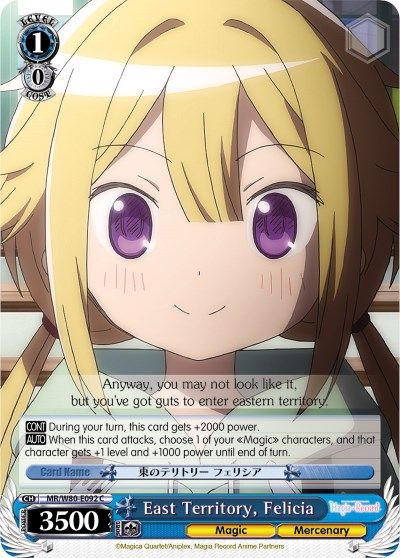 LEVEL
1
0
COST
Anyway, you may not look like it,
but you've got guts to enter eastern territory.
CONT During your turn, this card gets +2000 power.
AUTO When this card attacks, choose 1 of your «Magic» characters, and that
character gets +1 level and +1000 power until end of turn.
Card Name 東のテリトリー フェリシア
CH MR/W80-E092 C
3500
East Territory, Felicia
Magia Record
Magic Mercenary
©Magica Quartet/Aniplex, Magia Record Anime Partners